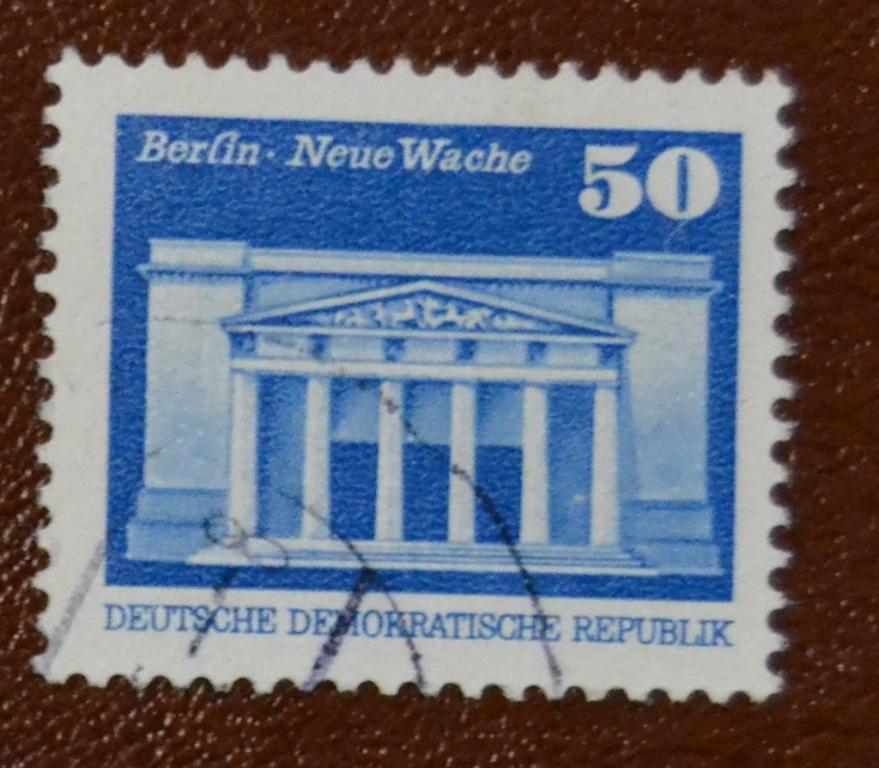 Berlin · Neue Wache
50
DEUTSCHE DEMOKRATISCHE REPUBLIK